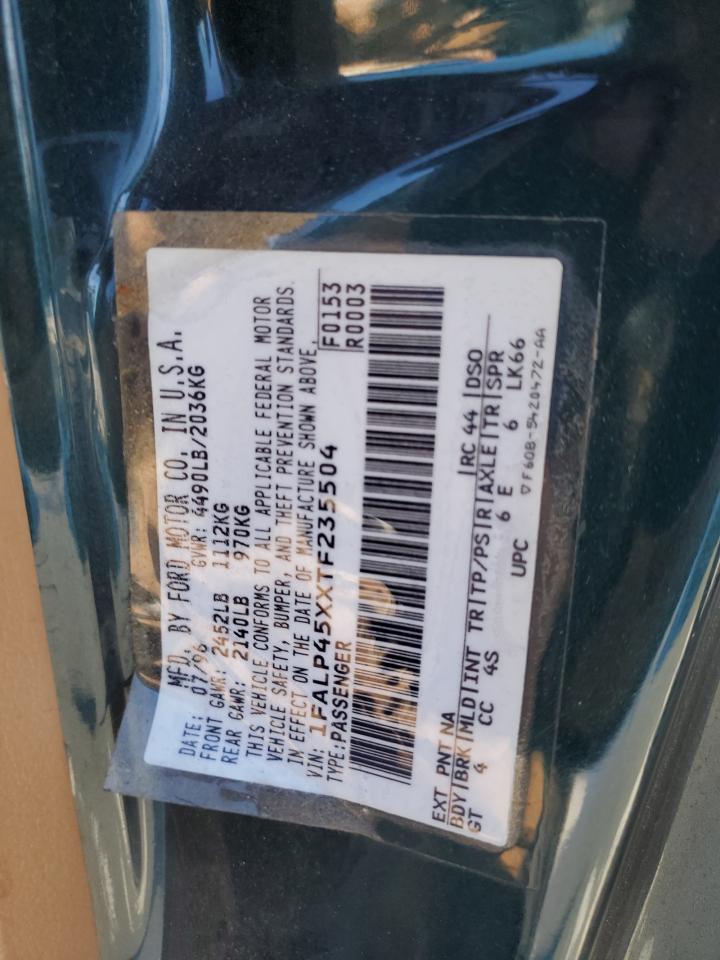 MFD. BY FORD MOTOR CO. IN U.S.A.
DATE: 07/96 GVWR: 4490LB/2036KG
FRONT GAWR: 2452LB 1112KG
REAR GAWR: 2140LB 970KG
THIS VEHICLE CONFORMS TO ALL APPLICABLE FEDERAL MOTOR
VEHICLE SAFETY, BUMPER, AND THEFT PREVENTION STANDARDS
IN EFFECT ON THE DATE OF MANUFACTURE SHOWN ABOVE.
VIN: 1FALP45XXTF235504 F0153
TYPE: PASSENGER R0003
EXT PNT NA RC 44 DSO
BDY BRK MLD INT TR TP/PS R AXLE TR SPR
GT 4 CC 4S 6 E 6 LK66
UPC ▽F60B-5420472-AA